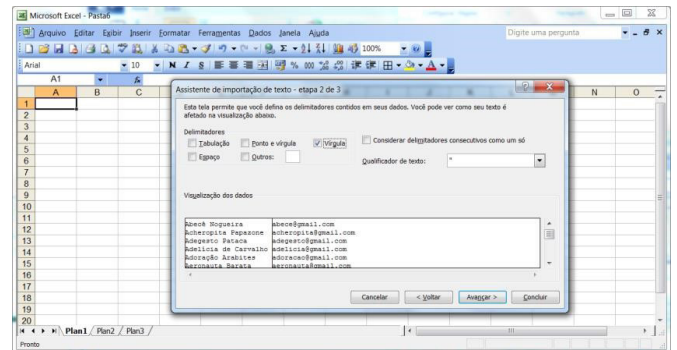 Microsoft Excel - Pasta6
Arquivo Editar Exibir Inserir Formatar Ferramentas Dados Janela Ajuda Digite uma pergunta
100%
Arial 10 N I S % 000
A1 fx
A B C N O
1
2
3
4
5
6
7
8
9
10
11
12
13
14
15
16
17
18
19
20
Assistente de importação de texto - etapa 2 de 3
Esta tela permite que você defina os delimitadores contidos em seus dados. Você pode ver como seu texto é
afetado na visualização abaixo.
Delimitadores
Tabulação Ponto e vírgula Vírgula Considerar delimitadores consecutivos como um só
Espaço Outros: Qualificador de texto: "
Visualização dos dados
Abecê Nogueira abece@gmail.com
Acheropita Papazone acheropita@gmail.com
Adegesto Pataca adegesto@gmail.com
Adelícia de Carvalho adelicia@gmail.com
Adoração Arabites adoracao@gmail.com
Aeronauta Barata aeronauta@gmail.com
Cancelar < Voltar Avançar > Concluir
Plan1 Plan2 Plan3
Pronto